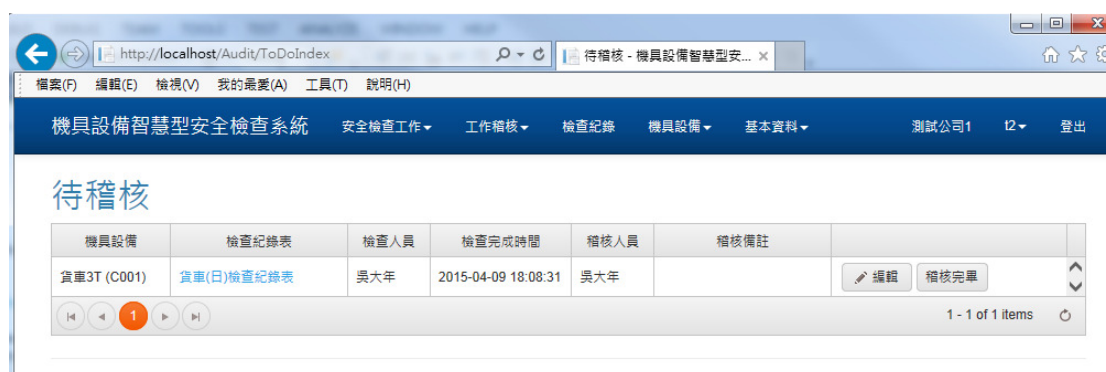 http://localhost/Audit/ToDoIndex
待稽核 - 機具設備智慧型安... ×
檔案(F) 編輯(E) 檢視(V) 我的最愛(A) 工具(T) 說明(H)
機具設備智慧型安全檢查系統 安全檢查工作 工作稽核 檢查紀錄 機具設備 基本資料 測試公司1 t2 登出
待稽核
機具設備 檢查紀錄表 檢查人員 檢查完成時間 稽核人員 稽核備註
貨車3T (C001) 貨車(日)檢查紀錄表 吳大年 2015-04-09 18:08:31 吳大年 編輯 稽核完畢
1 1 - 1 of 1 items